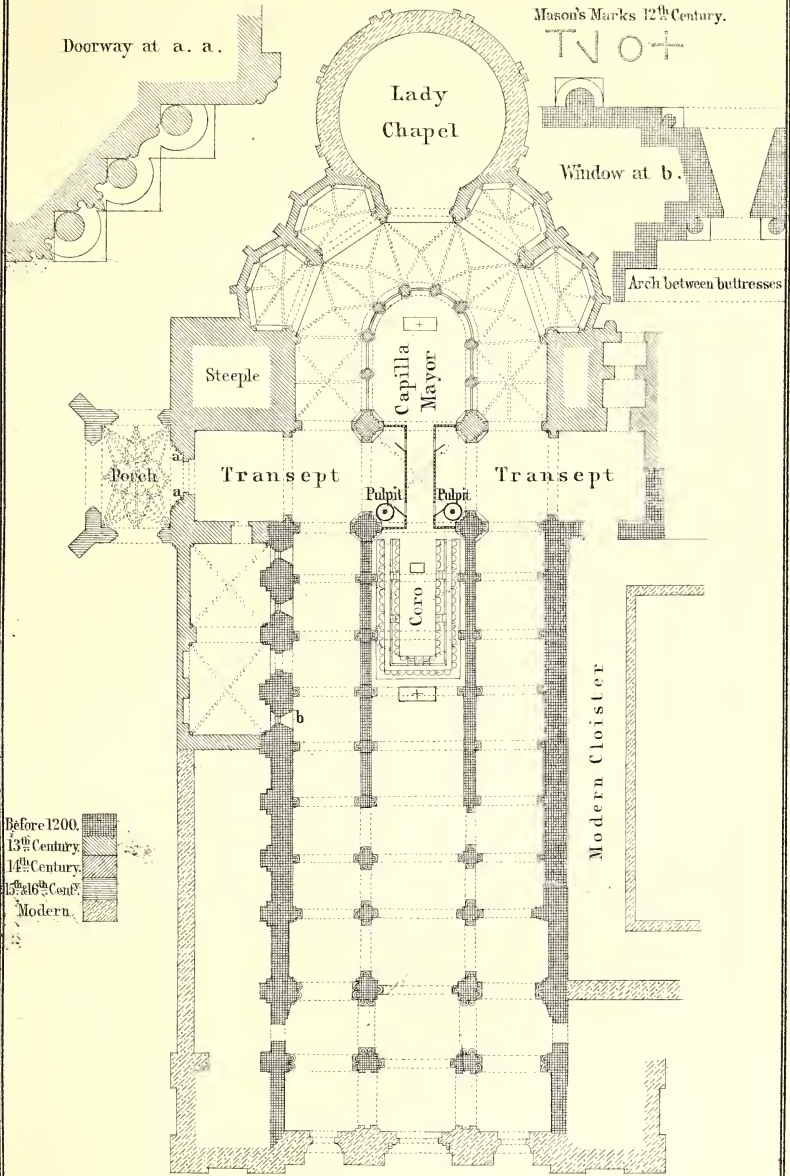 Mason's Marks 12th Century.
Doorway at a. a.
Lady
Chapel
Window at b.
Arch between buttresses
Steeple
Capilla
Mayor
Porch
a
a
Transept
Transept
Pulpit
Pulpit
Coro
b
Modern Cloister
Before 1200.
13th Century.
14th Century.
15th & 16th Centy.
Modern